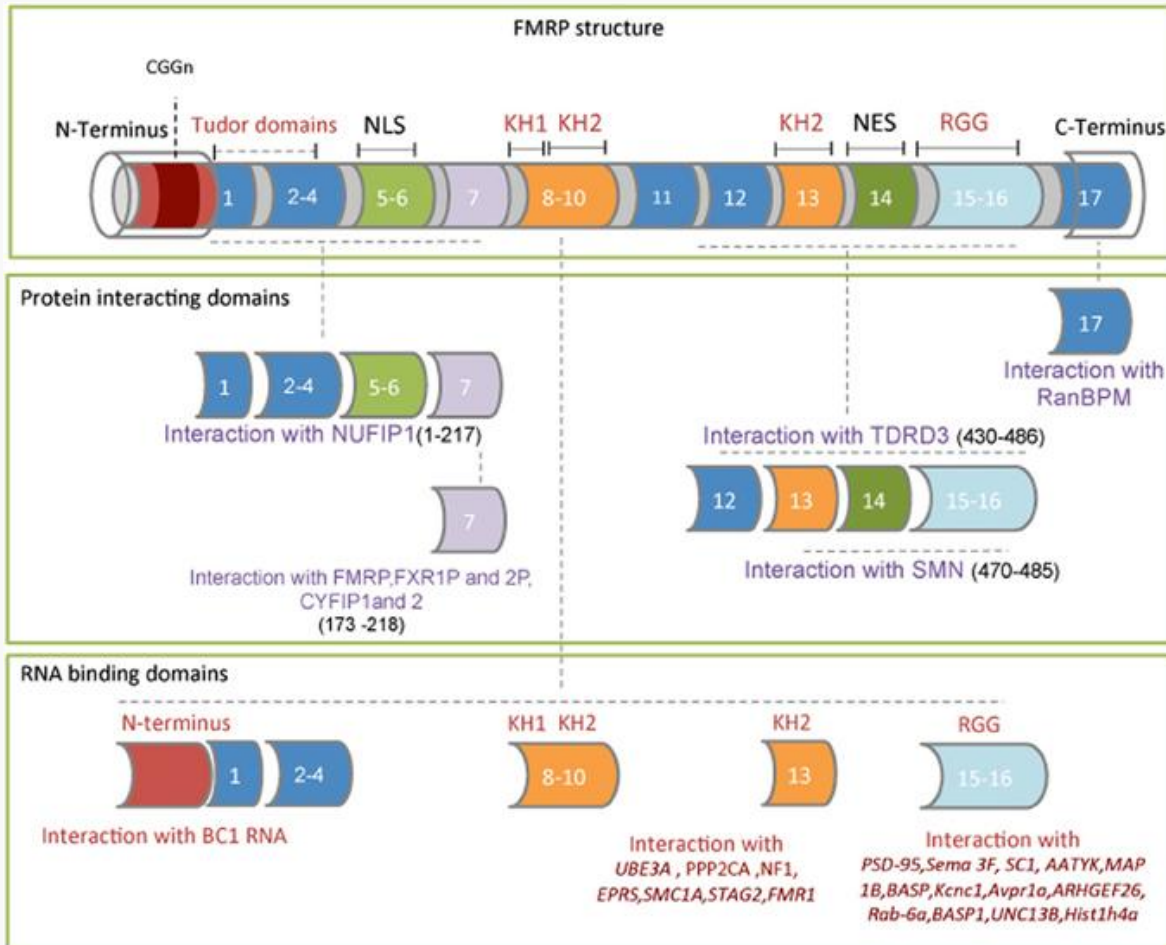 FMRP structure
CGGn
N-Terminus
Tudor domains
NLS
KH1 KH2
KH2
NES
RGG
C-Terminus
1
2-4
5-6
7
8-10
11
12
13
14
15-16
17
Protein interacting domains
17
Interaction with
RanBPM
1
2-4
5-6
7
Interaction with NUFIP1(1-217)
7
Interaction with FMRP,FXR1P and 2P,
CYFIP1and 2
(173 -218)
Interaction with TDRD3 (430-486)
12
13
14
15-16
Interaction with SMN (470-485)
RNA binding domains
N-terminus
KH1 KH2
KH2
RGG
1
2-4
8-10
13
15-16
Interaction with BC1 RNA
Interaction with
UBE3A , PPP2CA ,NF1,
EPRS,SMC1A,STAG2,FMR1
Interaction with
PSD-95,Sema 3F, SC1, AATYK,MAP
1B,BASP,Kcnc1,Avpr1a,ARHGEF26,
Rab-6a,BASP1,UNC13B,Hist1h4a